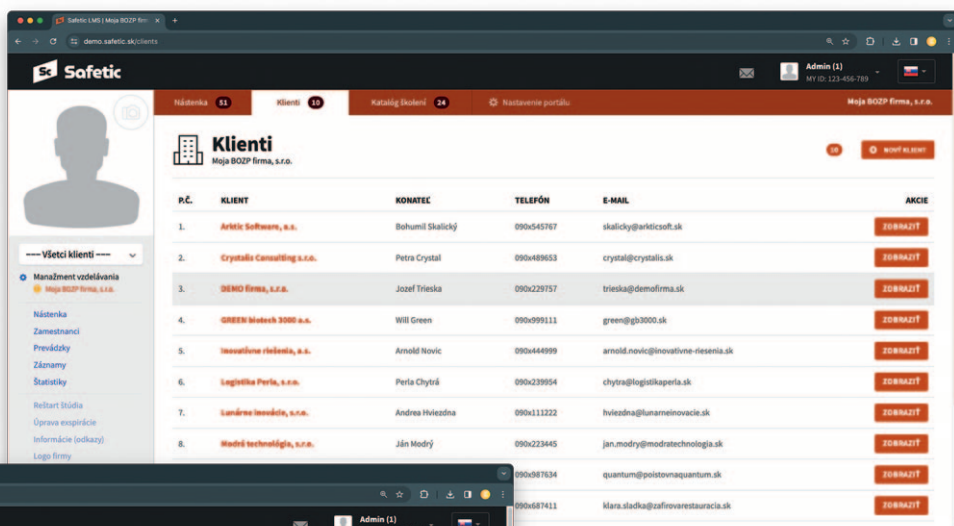 Safetic LMS | Moja BOZP firm
demo.safetic.sk/clients
Sc Safetic
Admin (1)
MY ID: 123-456-789
Nástenka 51
Klienti 10
Katalóg školení 24
Nastavenie portálu
Moja BOZP firma, s.r.o.
Klienti
Moja BOZP firma, s.r.o.
10
NOVÝ KLIENT
--- Všetci klienti ---
Manažment vzdelávania
Moja BOZP firma, s.r.o.
Nástenka
Zamestnanci
Prevádzky
Záznamy
Štatistiky
Reštart štúdia
Úprava exspirácie
Informácie (odkazy)
Logo firmy
P.Č. KLIENT KONATEĽ TELEFÓN E-MAIL AKCIE
1. Arktic Software, a.s. Bohumil Skalický 090x545767 skalicky@arkticsoft.sk ZOBRAZIŤ
2. Crystalis Consulting s.r.o. Petra Crystal 090x489653 crystal@crystalis.sk ZOBRAZIŤ
3. DEMO firma, s.r.o. Jozef Trieska 090x229757 trieska@demofirma.sk ZOBRAZIŤ
4. GREEN biotech 3000 a.s. Will Green 090x999111 green@gb3000.sk ZOBRAZIŤ
5. Inovatívne riešenia, a.s. Arnold Novic 090x444999 arnold.novic@inovativne-riesenia.sk ZOBRAZIŤ
6. Logistika Perla, s.r.o. Perla Chytrá 090x239954 chytra@logistikaperla.sk ZOBRAZIŤ
7. Lunárne inovácie, s.r.o. Andrea Hviezdna 090x111222 hviezdna@lunarneinovacie.sk ZOBRAZIŤ
8. Modrá technológia, s.r.o. Ján Modrý 090x223445 jan.modry@modratechnologia.sk ZOBRAZIŤ
090x987634 quantum@poistovnaquantum.sk ZOBRAZIŤ
090x687411 klara.sladka@zafirovarestauracia.sk ZOBRAZIŤ
Admin (1)